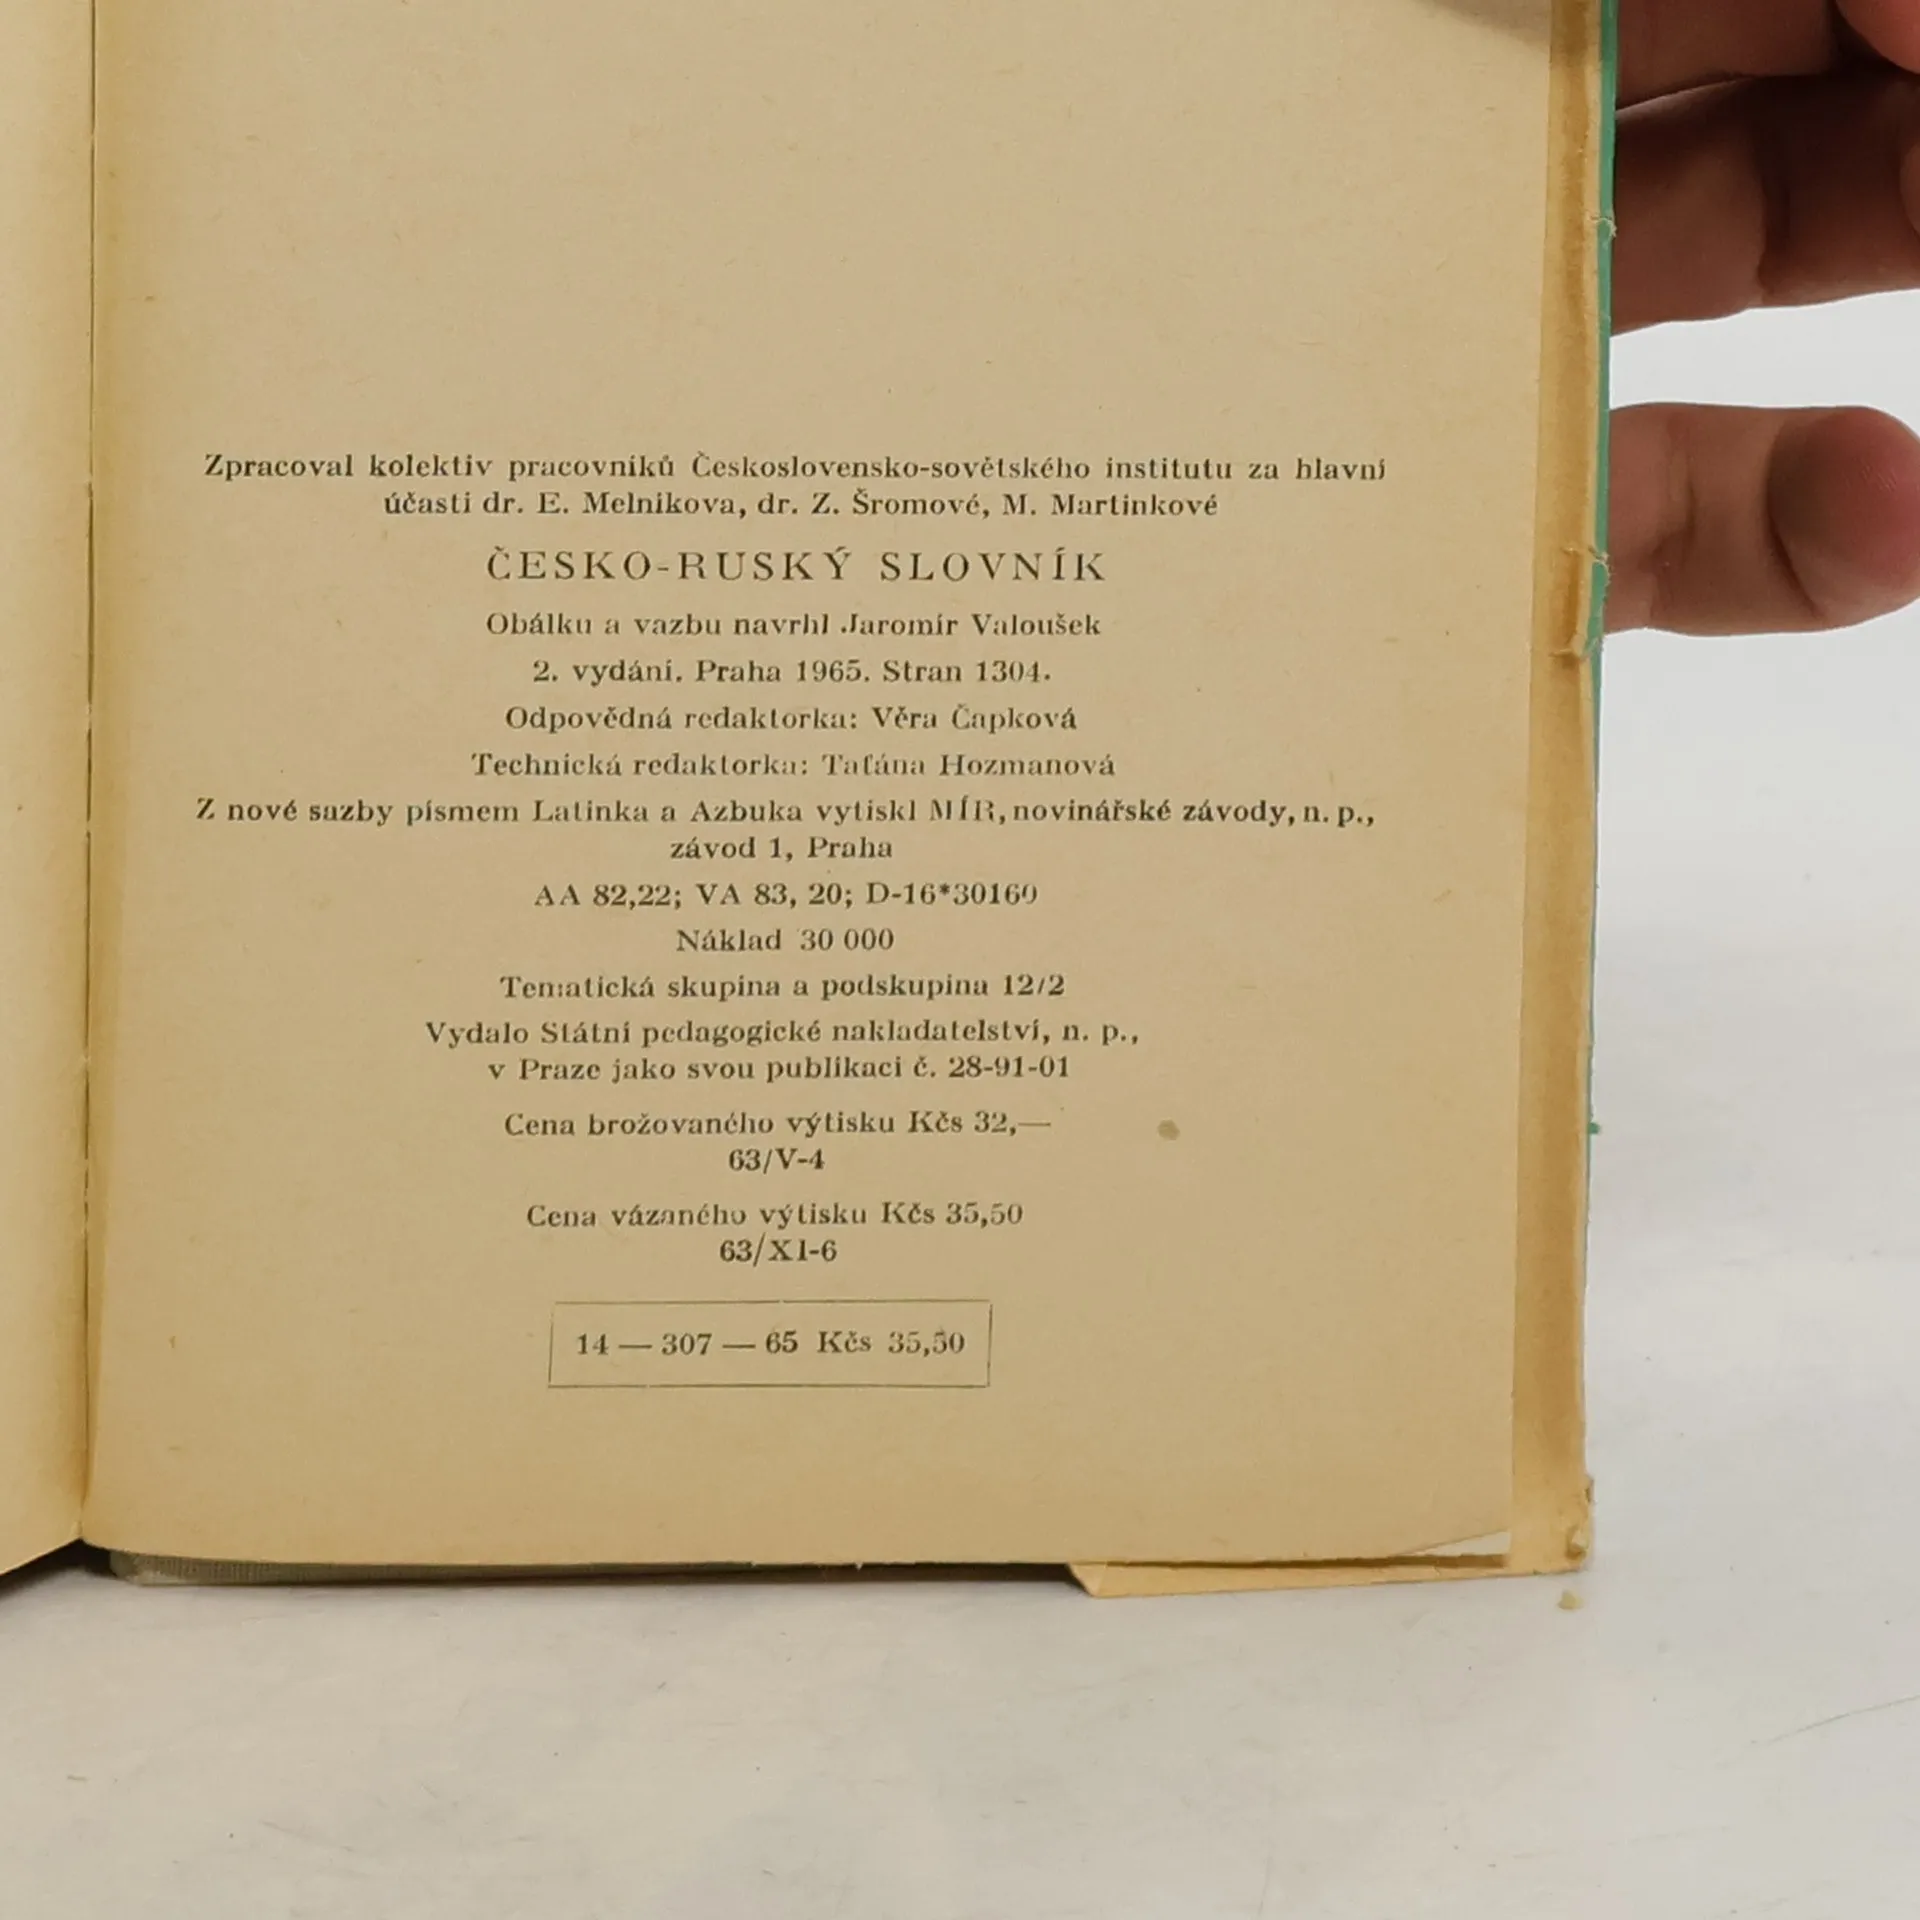 Zpracoval kolektiv pracovníků Československo-sovětského institutu za hlavní
účasti dr. E. Melnikova, dr. Z. Šromové, M. Martinkové
ČESKO-RUSKÝ SLOVNÍK
Obálku a vazbu navrhl Jaromír Valoušek
2. vydání. Praha 1965. Stran 1304.
Odpovědná redaktorka: Věra Čapková
Technická redaktorka: Taťána Hozmanová
Z nové sazby písmem Latinka a Azbuka vytiskl MÍR, novinářské závody, n. p.,
závod 1, Praha
AA 82,22; VA 83, 20; D-16*30160
Náklad 30 000
Tematická skupina a podskupina 12/2
Vydalo Státní pedagogické nakladatelství, n. p.,
v Praze jako svou publikaci č. 28-91-01
Cena brožovaného výtisku Kčs 32,—
63/V-4
Cena vázaného výtisku Kčs 35,50
63/XI-6
14 — 307 — 65 Kčs 35,50